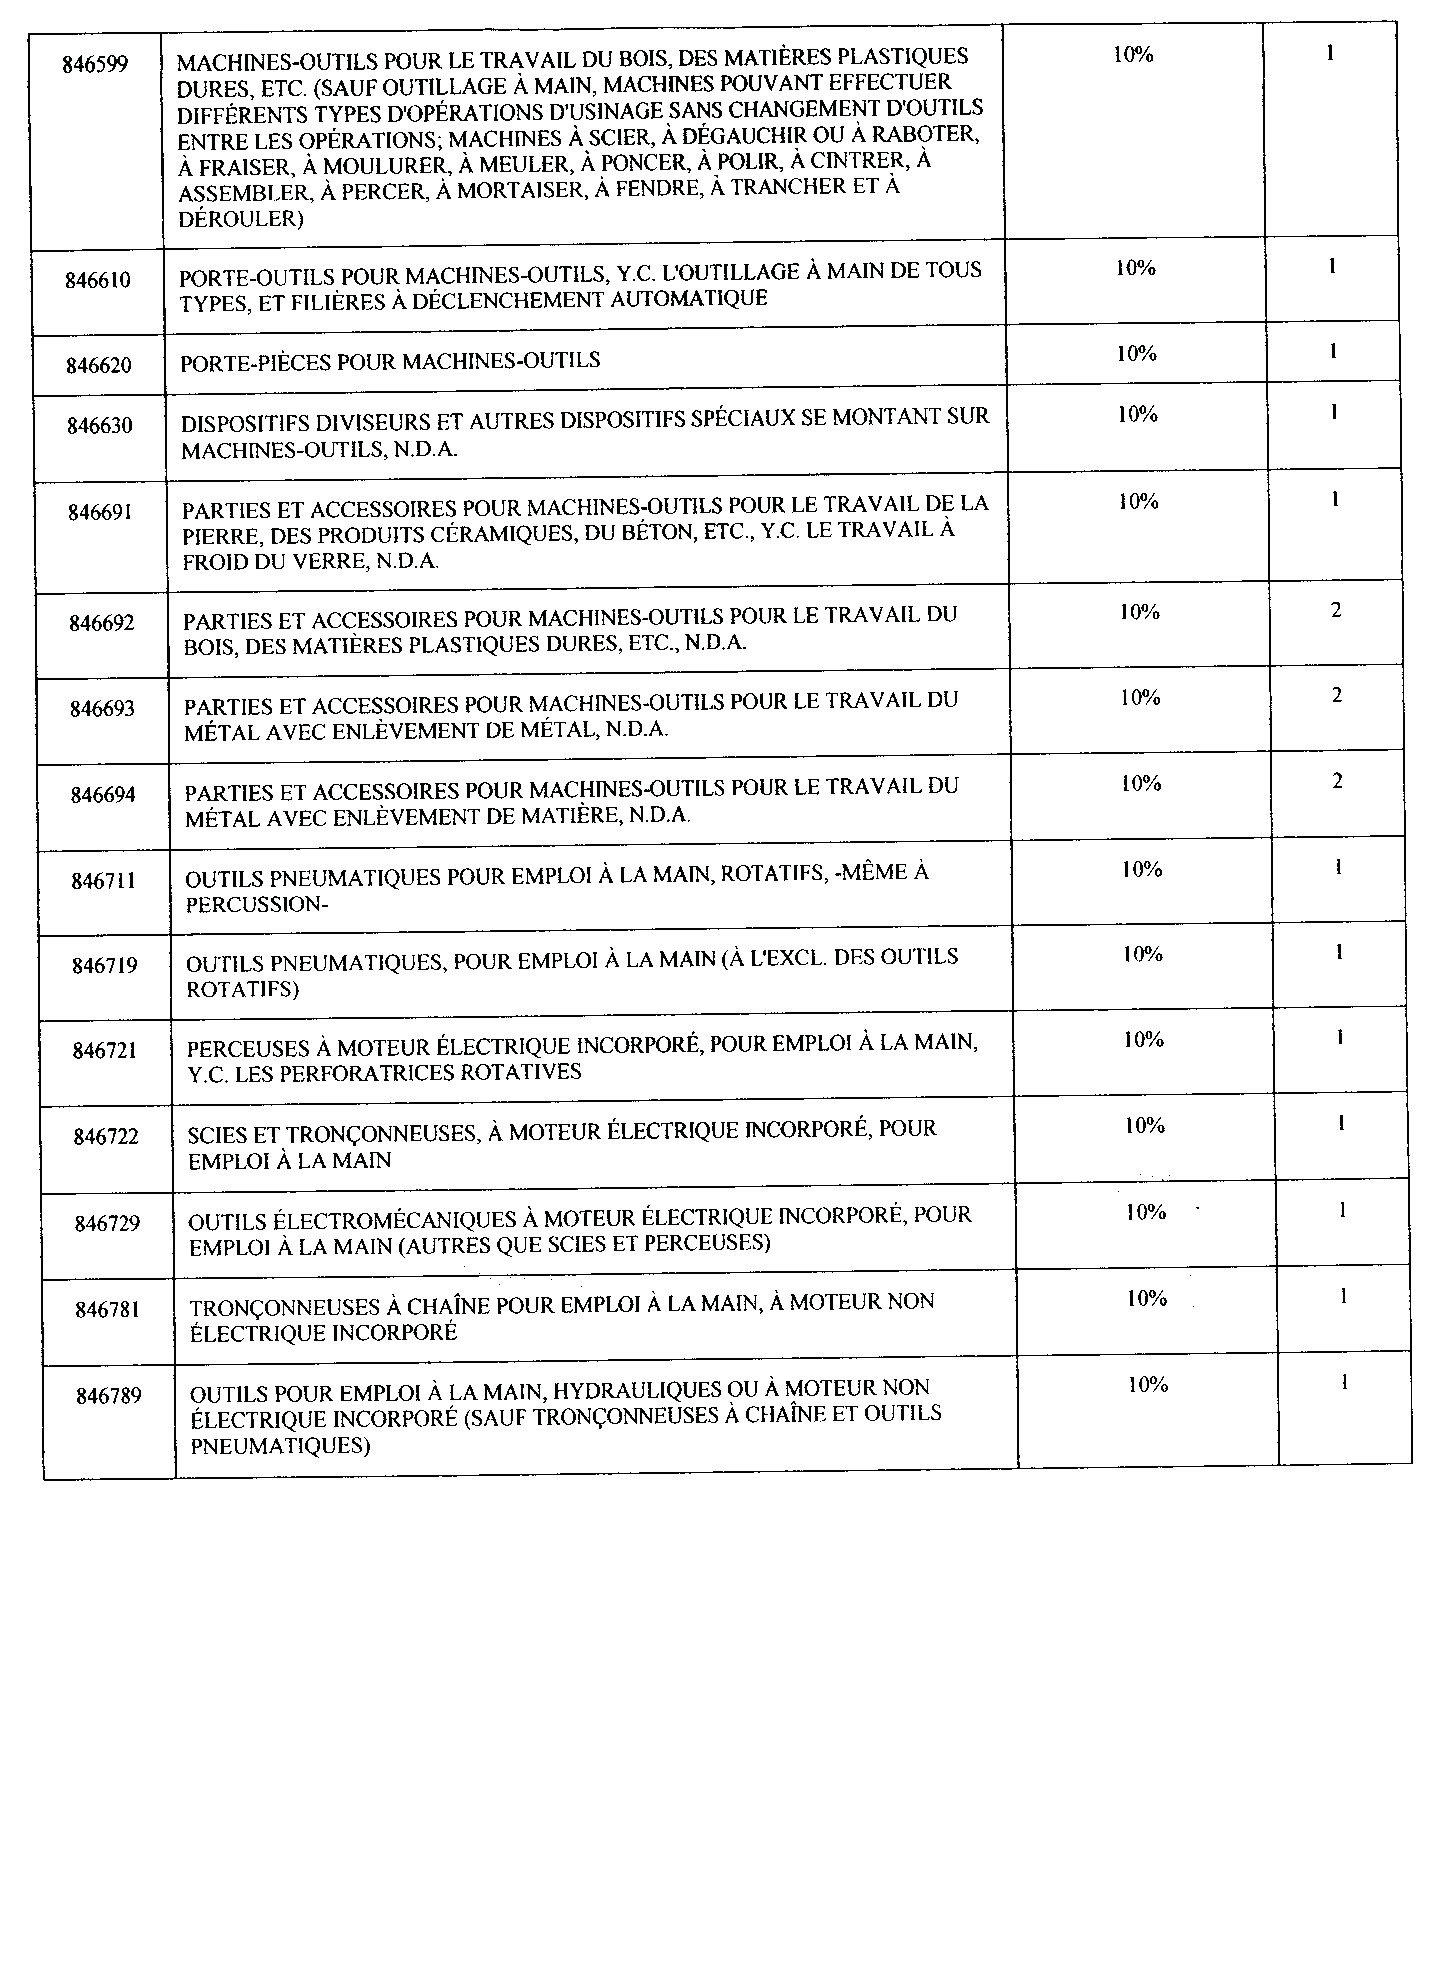 846599 MACHINES-OUTILS POUR LE TRAVAIL DU BOIS, DES MATIÈRES PLASTIQUES 10% 1
DURES, ETC. (SAUF OUTILLAGE À MAIN, MACHINES POUVANT EFFECTUER
DIFFÉRENTS TYPES D'OPÉRATIONS D'USINAGE SANS CHANGEMENT D'OUTILS
ENTRE LES OPÉRATIONS; MACHINES À SCIER, À DÉGAUCHIR OU À RABOTER,
À FRAISER, À MOULURER, À MEULER, À PONCER, À POLIR, À CINTRER, À
ASSEMBLER, À PERCER, À MORTAISER, À FENDRE, À TRANCHER ET À
DÉROULER)
846610 PORTE-OUTILS POUR MACHINES-OUTILS, Y.C. L'OUTILLAGE À MAIN DE TOUS 10% 1
TYPES, ET FILIÈRES À DÉCLENCHEMENT AUTOMATIQUE
846620 PORTE-PIÈCES POUR MACHINES-OUTILS 10% 1
846630 DISPOSITIFS DIVISEURS ET AUTRES DISPOSITIFS SPÉCIAUX SE MONTANT SUR 10% 1
MACHINES-OUTILS, N.D.A.
846691 PARTIES ET ACCESSOIRES POUR MACHINES-OUTILS POUR LE TRAVAIL DE LA 10% 1
PIERRE, DES PRODUITS CÉRAMIQUES, DU BÉTON, ETC., Y.C. LE TRAVAIL À
FROID DU VERRE, N.D.A.
846692 PARTIES ET ACCESSOIRES POUR MACHINES-OUTILS POUR LE TRAVAIL DU 10% 2
BOIS, DES MATIÈRES PLASTIQUES DURES, ETC., N.D.A.
846693 PARTIES ET ACCESSOIRES POUR MACHINES-OUTILS POUR LE TRAVAIL DU 10% 2
MÉTAL AVEC ENLÈVEMENT DE MÉTAL, N.D.A.
846694 PARTIES ET ACCESSOIRES POUR MACHINES-OUTILS POUR LE TRAVAIL DU 10% 2
MÉTAL AVEC ENLÈVEMENT DE MATIÈRE, N.D.A.
846711 OUTILS PNEUMATIQUES POUR EMPLOI À LA MAIN, ROTATIFS, -MÊME À 10% 1
PERCUSSION-
846719 OUTILS PNEUMATIQUES, POUR EMPLOI À LA MAIN (À L'EXCL. DES OUTILS 10% 1
ROTATIFS)
846721 PERCEUSES À MOTEUR ÉLECTRIQUE INCORPORÉ, POUR EMPLOI À LA MAIN, 10% 1
Y.C. LES PERFORATRICES ROTATIVES
846722 SCIES ET TRONÇONNEUSES, À MOTEUR ÉLECTRIQUE INCORPORÉ, POUR 10% 1
EMPLOI À LA MAIN
846729 OUTILS ÉLECTROMÉCANIQUES À MOTEUR ÉLECTRIQUE INCORPORÉ, POUR 10% 1
EMPLOI À LA MAIN (AUTRES QUE SCIES ET PERCEUSES)
846781 TRONÇONNEUSES À CHAÎNE POUR EMPLOI À LA MAIN, À MOTEUR NON 10% 1
ÉLECTRIQUE INCORPORÉ
846789 OUTILS POUR EMPLOI À LA MAIN, HYDRAULIQUES OU À MOTEUR NON 10% 1
ÉLECTRIQUE INCORPORÉ (SAUF TRONÇONNEUSES À CHAÎNE ET OUTILS
PNEUMATIQUES)